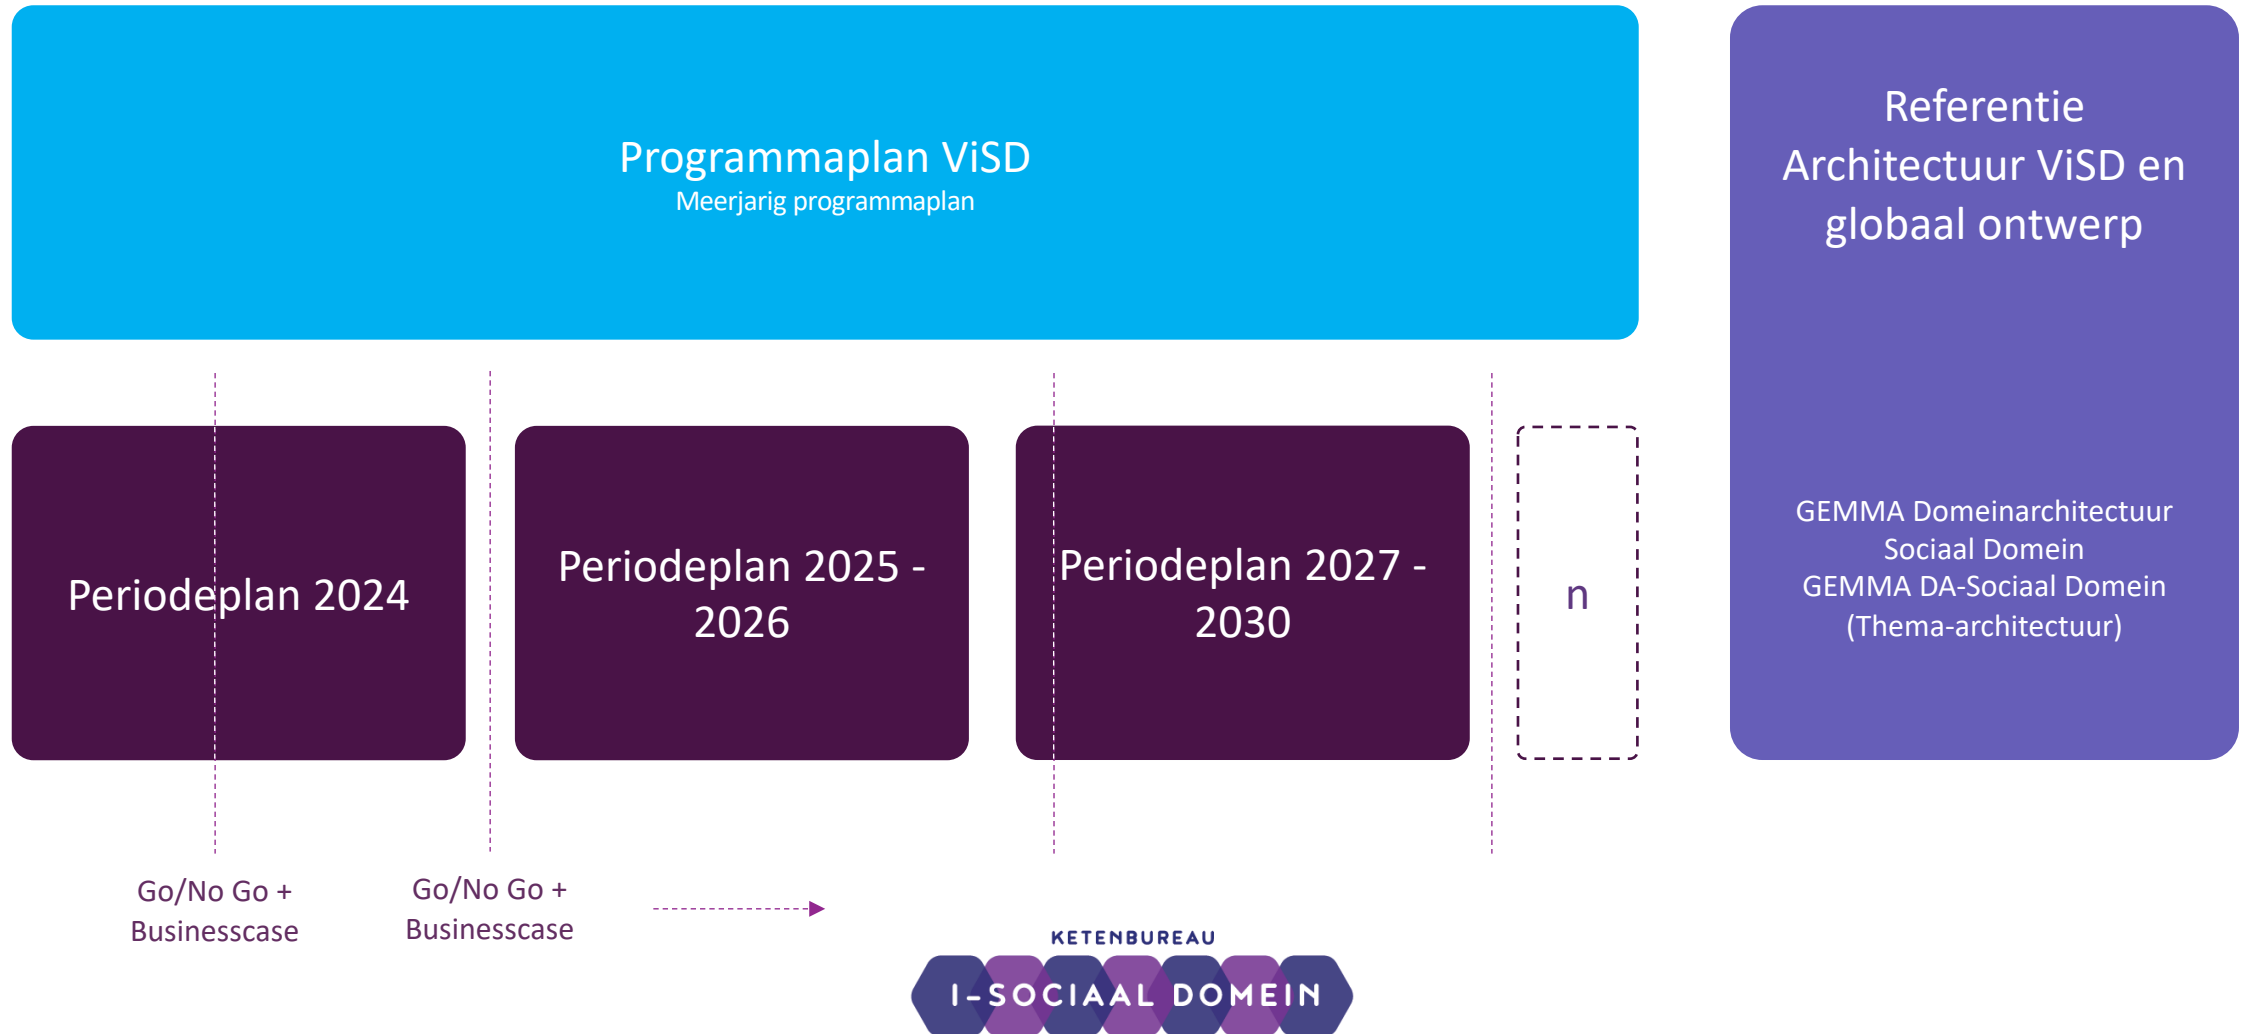 Programmaplan ViSD
Meerjarig programmaplan
Referentie
Architectuur ViSD en
globaal ontwerp
GEMMA Domeinarchitectuur
Sociaal Domein
GEMMA DA-Sociaal Domein
(Thema-architectuur)
Periodeplan 2024
Periodeplan 2025 -
2026
Periodeplan 2027 -
2030
n
Go/No Go +
Businesscase
Go/No Go +
Businesscase
KETENBUREAU
I-SOCIAAL DOMEIN